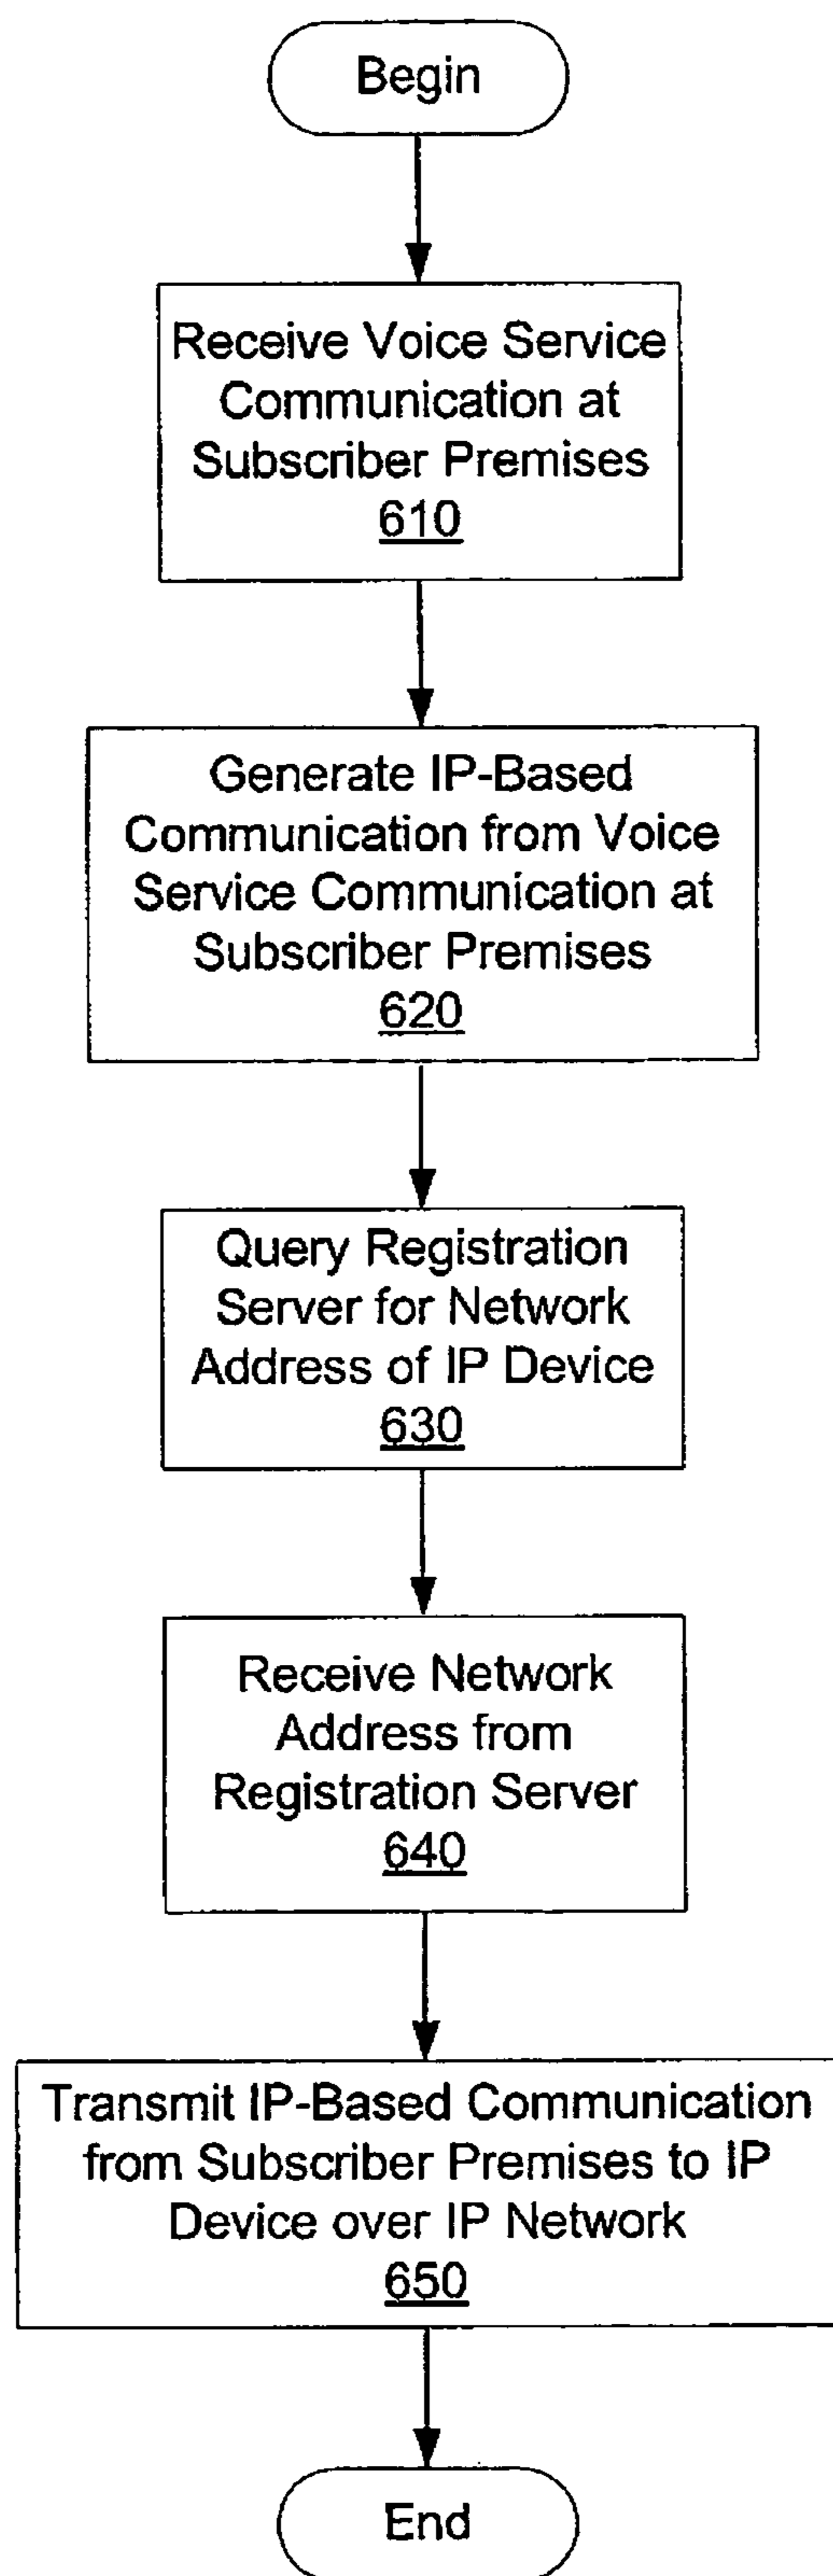 Begin
Receive Voice Service
Communication at
Subscriber Premises
610
Generate IP-Based
Communication from Voice
Service Communication at
Subscriber Premises
620
Query Registration
Server for Network
Address of IP Device
630
Receive Network
Address from
Registration Server
640
Transmit IP-Based Communication
from Subscriber Premises to IP
Device over IP Network
650
End